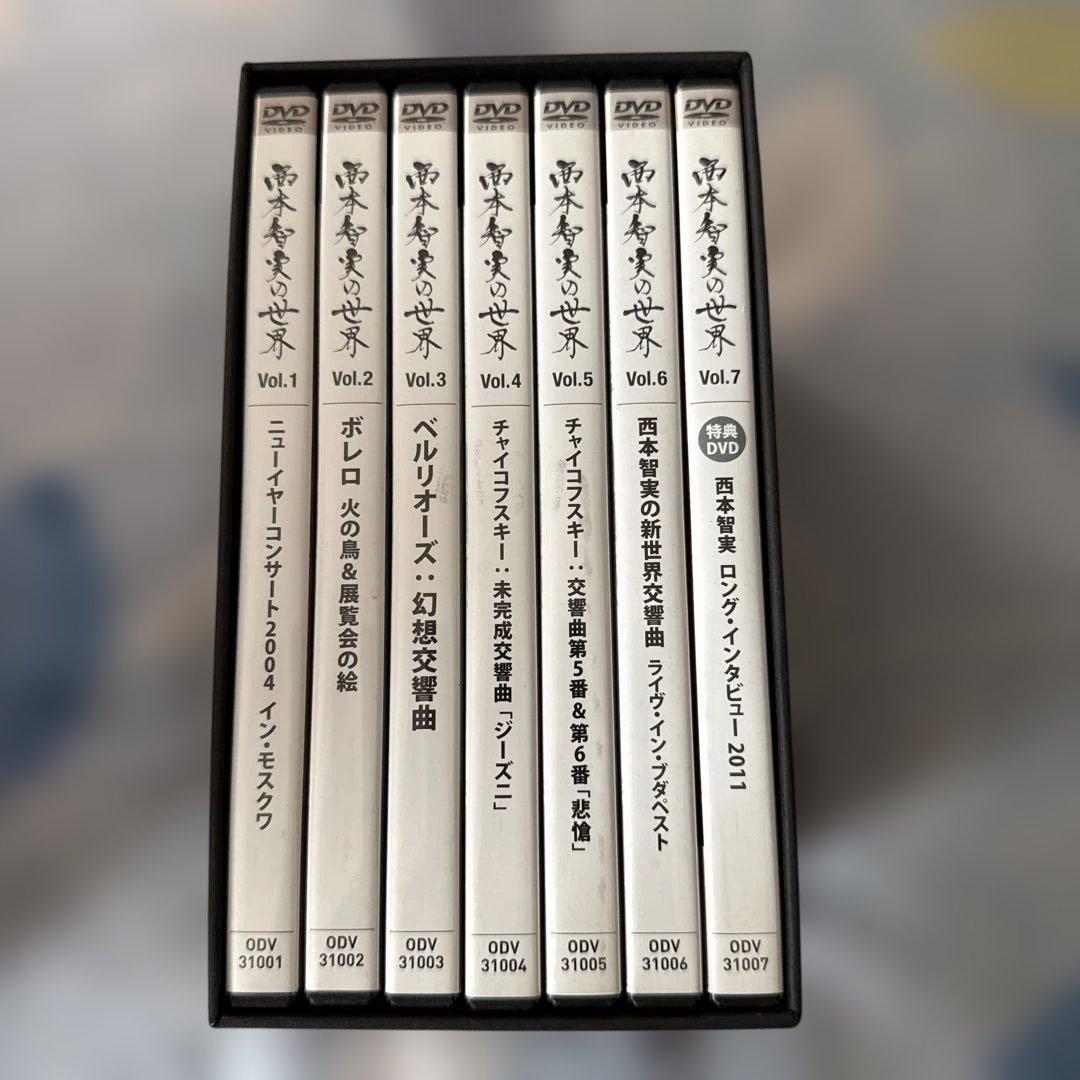 DVD
VIDEO
西本智実の世界
Vol.1
ニューイヤーコンサート2004 イン・モスクワ
ODV
31001
DVD
VIDEO
西本智実の世界
Vol.2
ボレロ 火の鳥&展覧会の絵
ODV
31002
DVD
VIDEO
西本智実の世界
Vol.3
ベルリオーズ:幻想交響曲
ODV
31003
DVD
VIDEO
西本智実の世界
Vol.4
チャイコフスキー:未完成交響曲「ジーズニ」
ODV
31004
DVD
VIDEO
西本智実の世界
Vol.5
チャイコフスキー:交響曲第5番&第6番「悲愴」
ODV
31005
DVD
VIDEO
西本智実の世界
Vol.6
西本智実の新世界交響曲 ライヴ・イン・ブダペスト
ODV
31006
DVD
VIDEO
西本智実の世界
Vol.7
特典
DVD
西本智実 ロング・インタビュー 2011
ODV
31007